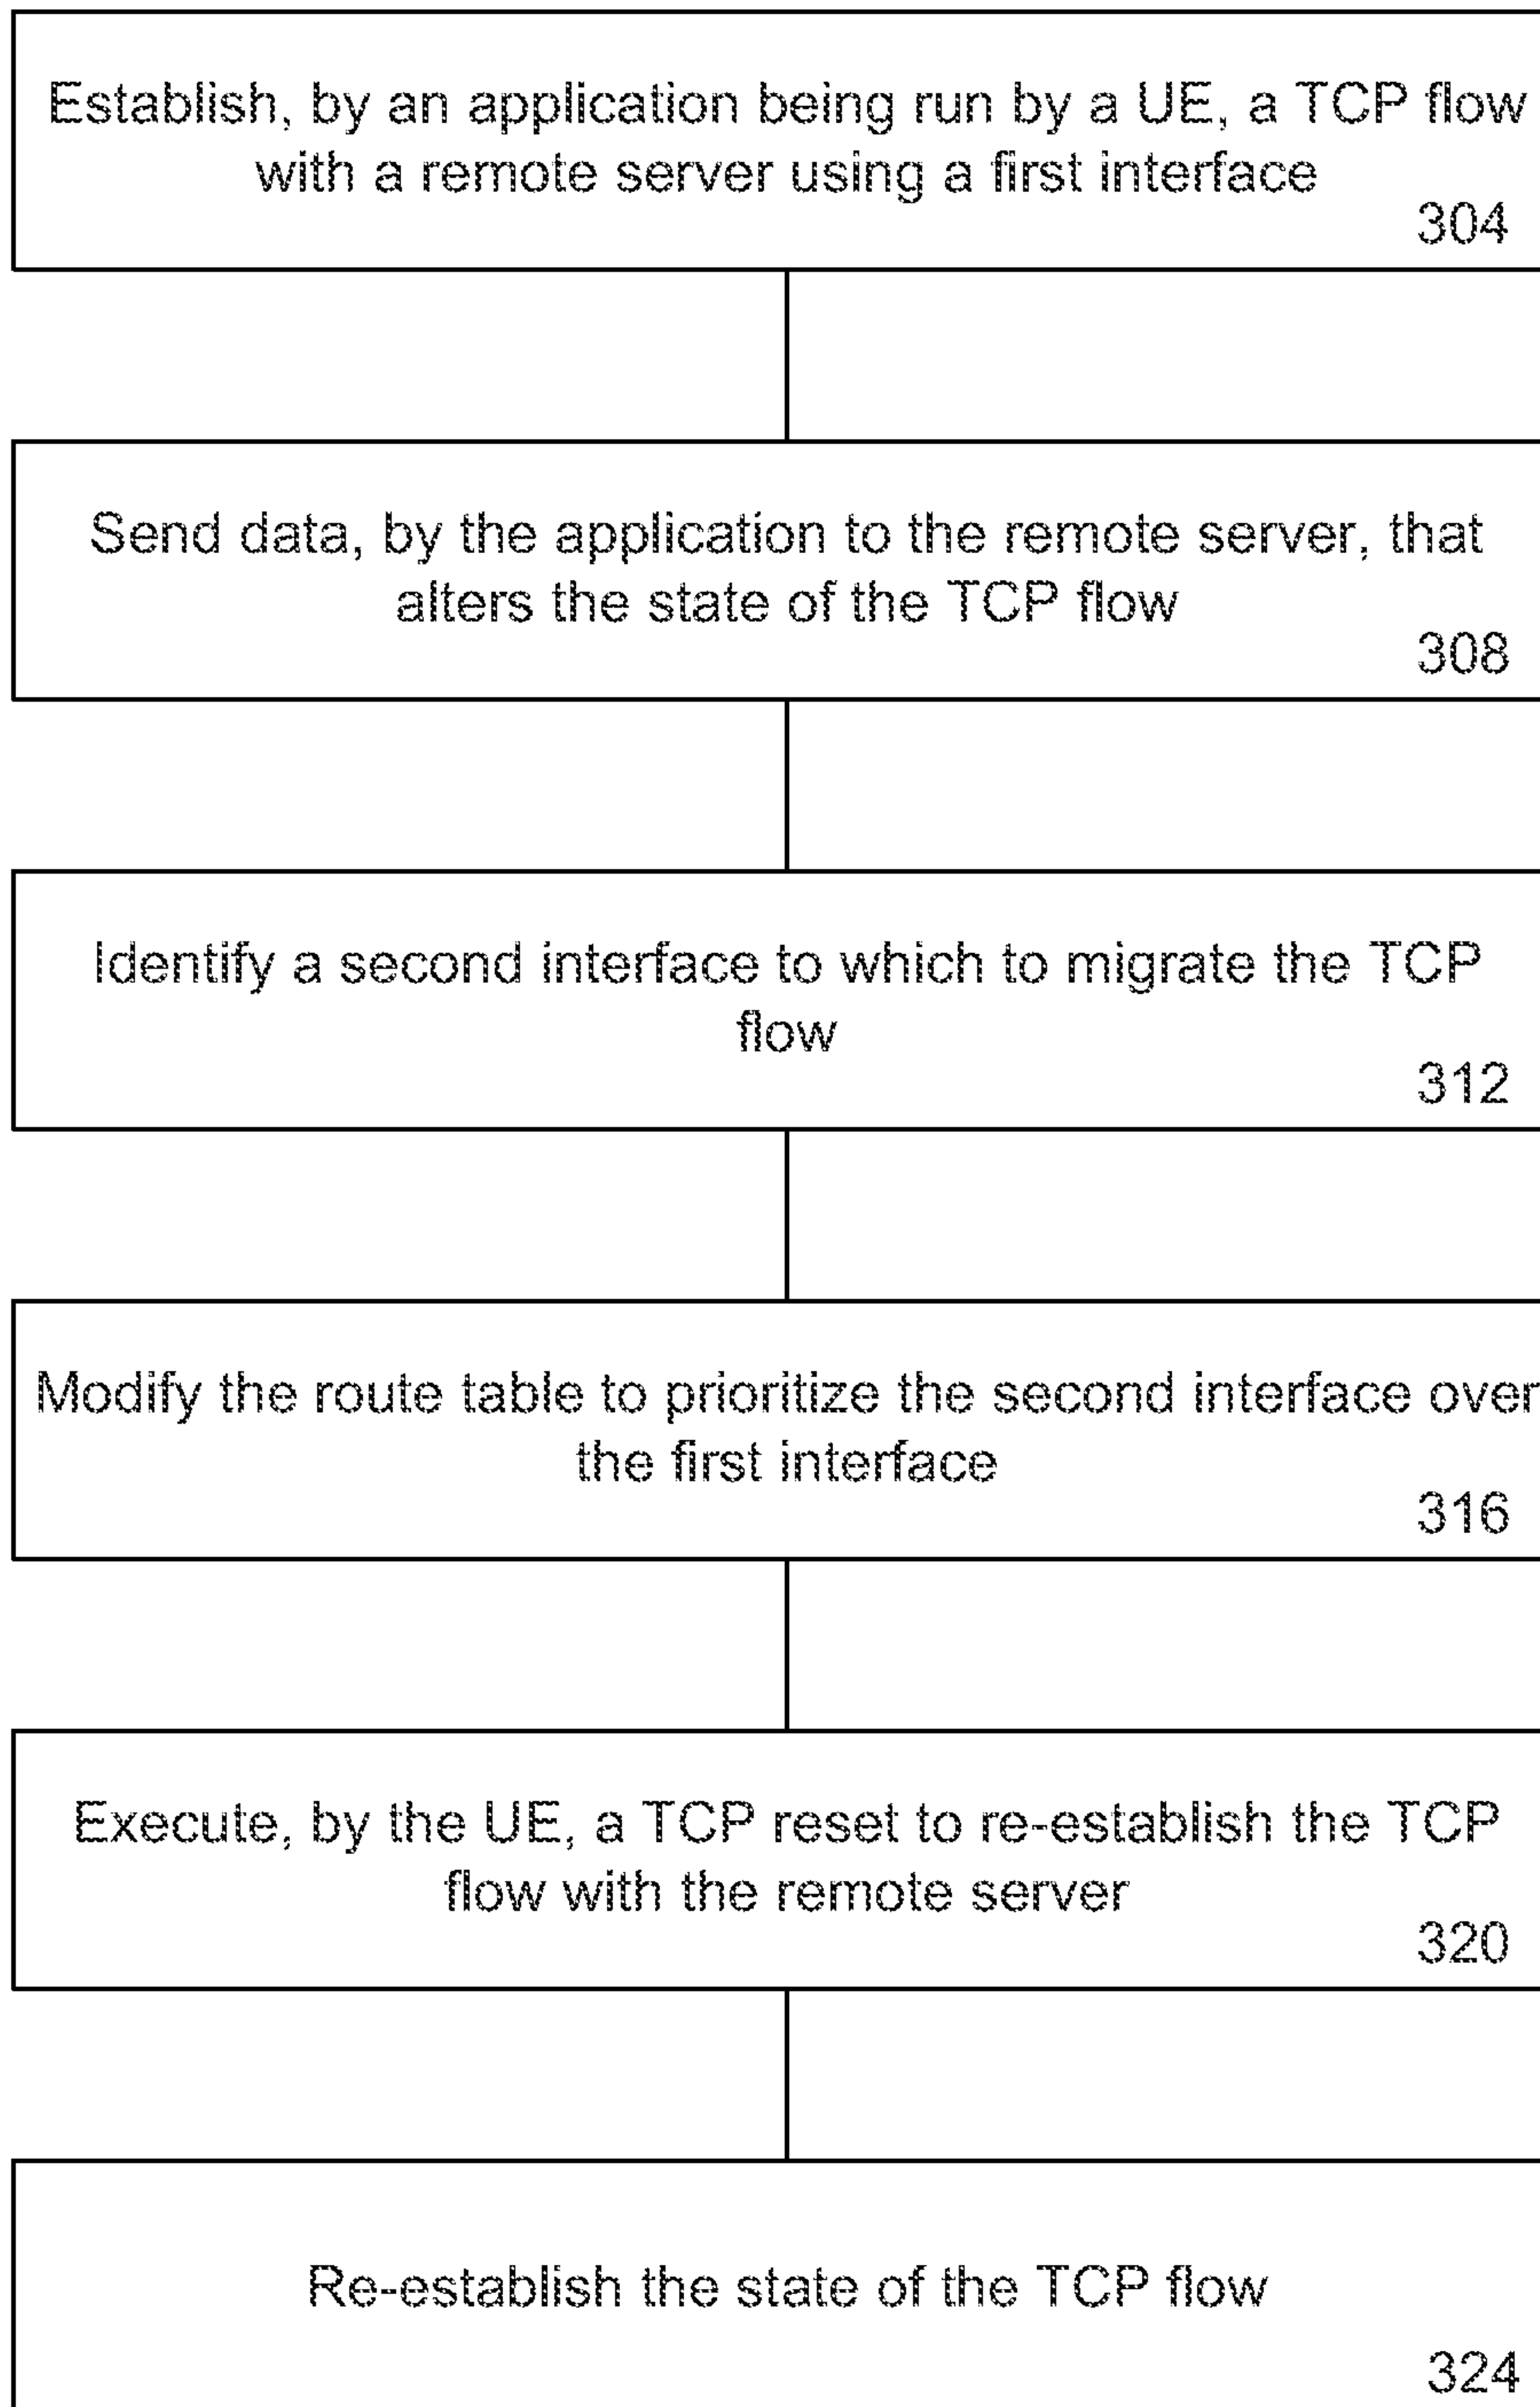 Establish, by an application being run by a UE, a TCP flow
with a remote server using a first interface
304
Send data, by the application to the remote server, that
alters the state of the TCP flow
308
Identify a second interface to which to migrate the TCP
flow
312
Modify the route table to prioritize the second interface over
the first interface
316
Execute, by the UE, a TCP reset to re-establish the TCP
flow with the remote server
320
Re-establish the state of the TCP flow
324